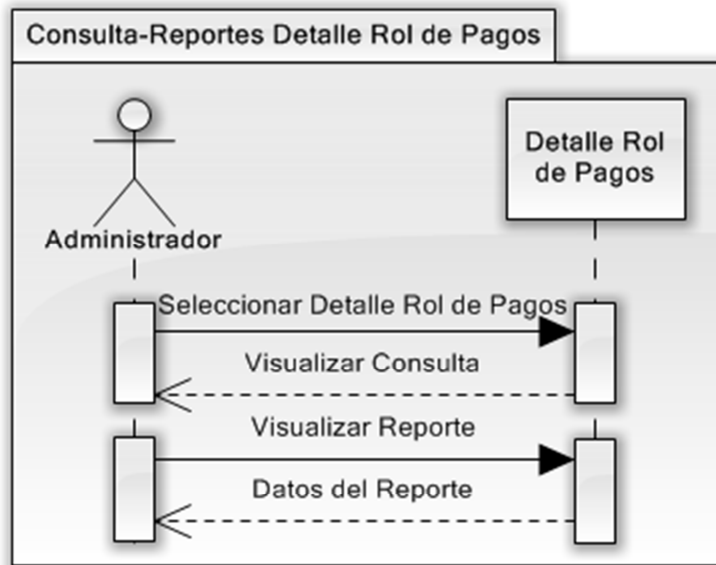 Consulta-Reportes Detalle Rol de Pagos
Detalle Rol
de Pagos
Administrador
Seleccionar Detalle Rol de Pagos
Visualizar Consulta
Visualizar Reporte
Datos del Reporte